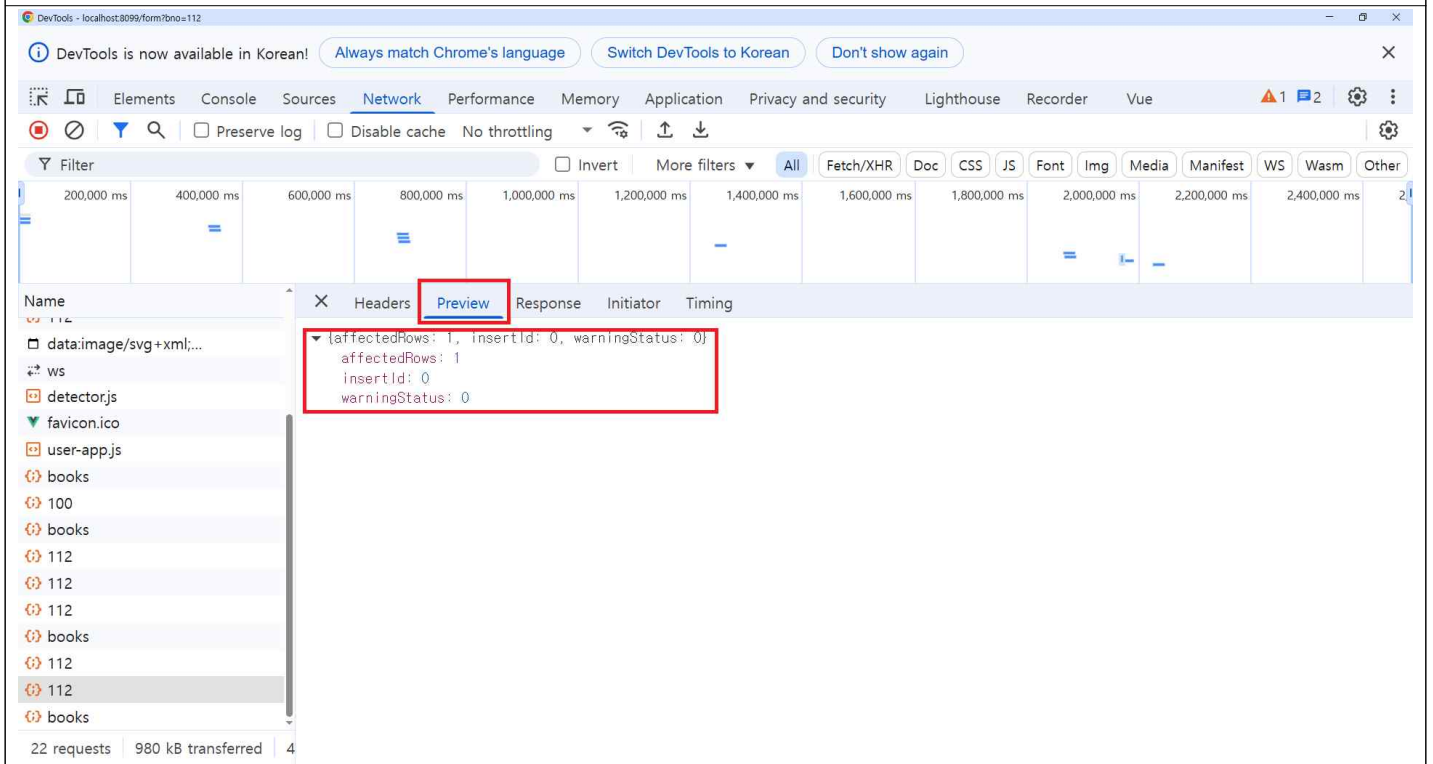 DevTools - localhost:8099/form?bno=112
DevTools is now available in Korean! Always match Chrome's language Switch DevTools to Korean Don't show again
Elements Console Sources Network Performance Memory Application Privacy and security Lighthouse Recorder Vue 1 2
Preserve log Disable cache No throttling
Filter Invert More filters All Fetch/XHR Doc CSS JS Font Img Media Manifest WS Wasm Other
200,000 ms 400,000 ms 600,000 ms 800,000 ms 1,000,000 ms 1,200,000 ms 1,400,000 ms 1,600,000 ms 1,800,000 ms 2,000,000 ms 2,200,000 ms 2,400,000 ms
Name
Headers Preview Response Initiator Timing
112
data:image/svg+xml;...
ws
detector.js
favicon.ico
user-app.js
books
100
books
112
112
112
books
112
112
books
{affectedRows: 1, insertId: 0, warningStatus: 0}
affectedRows: 1
insertId: 0
warningStatus: 0
22 requests 980 kB transferred 4